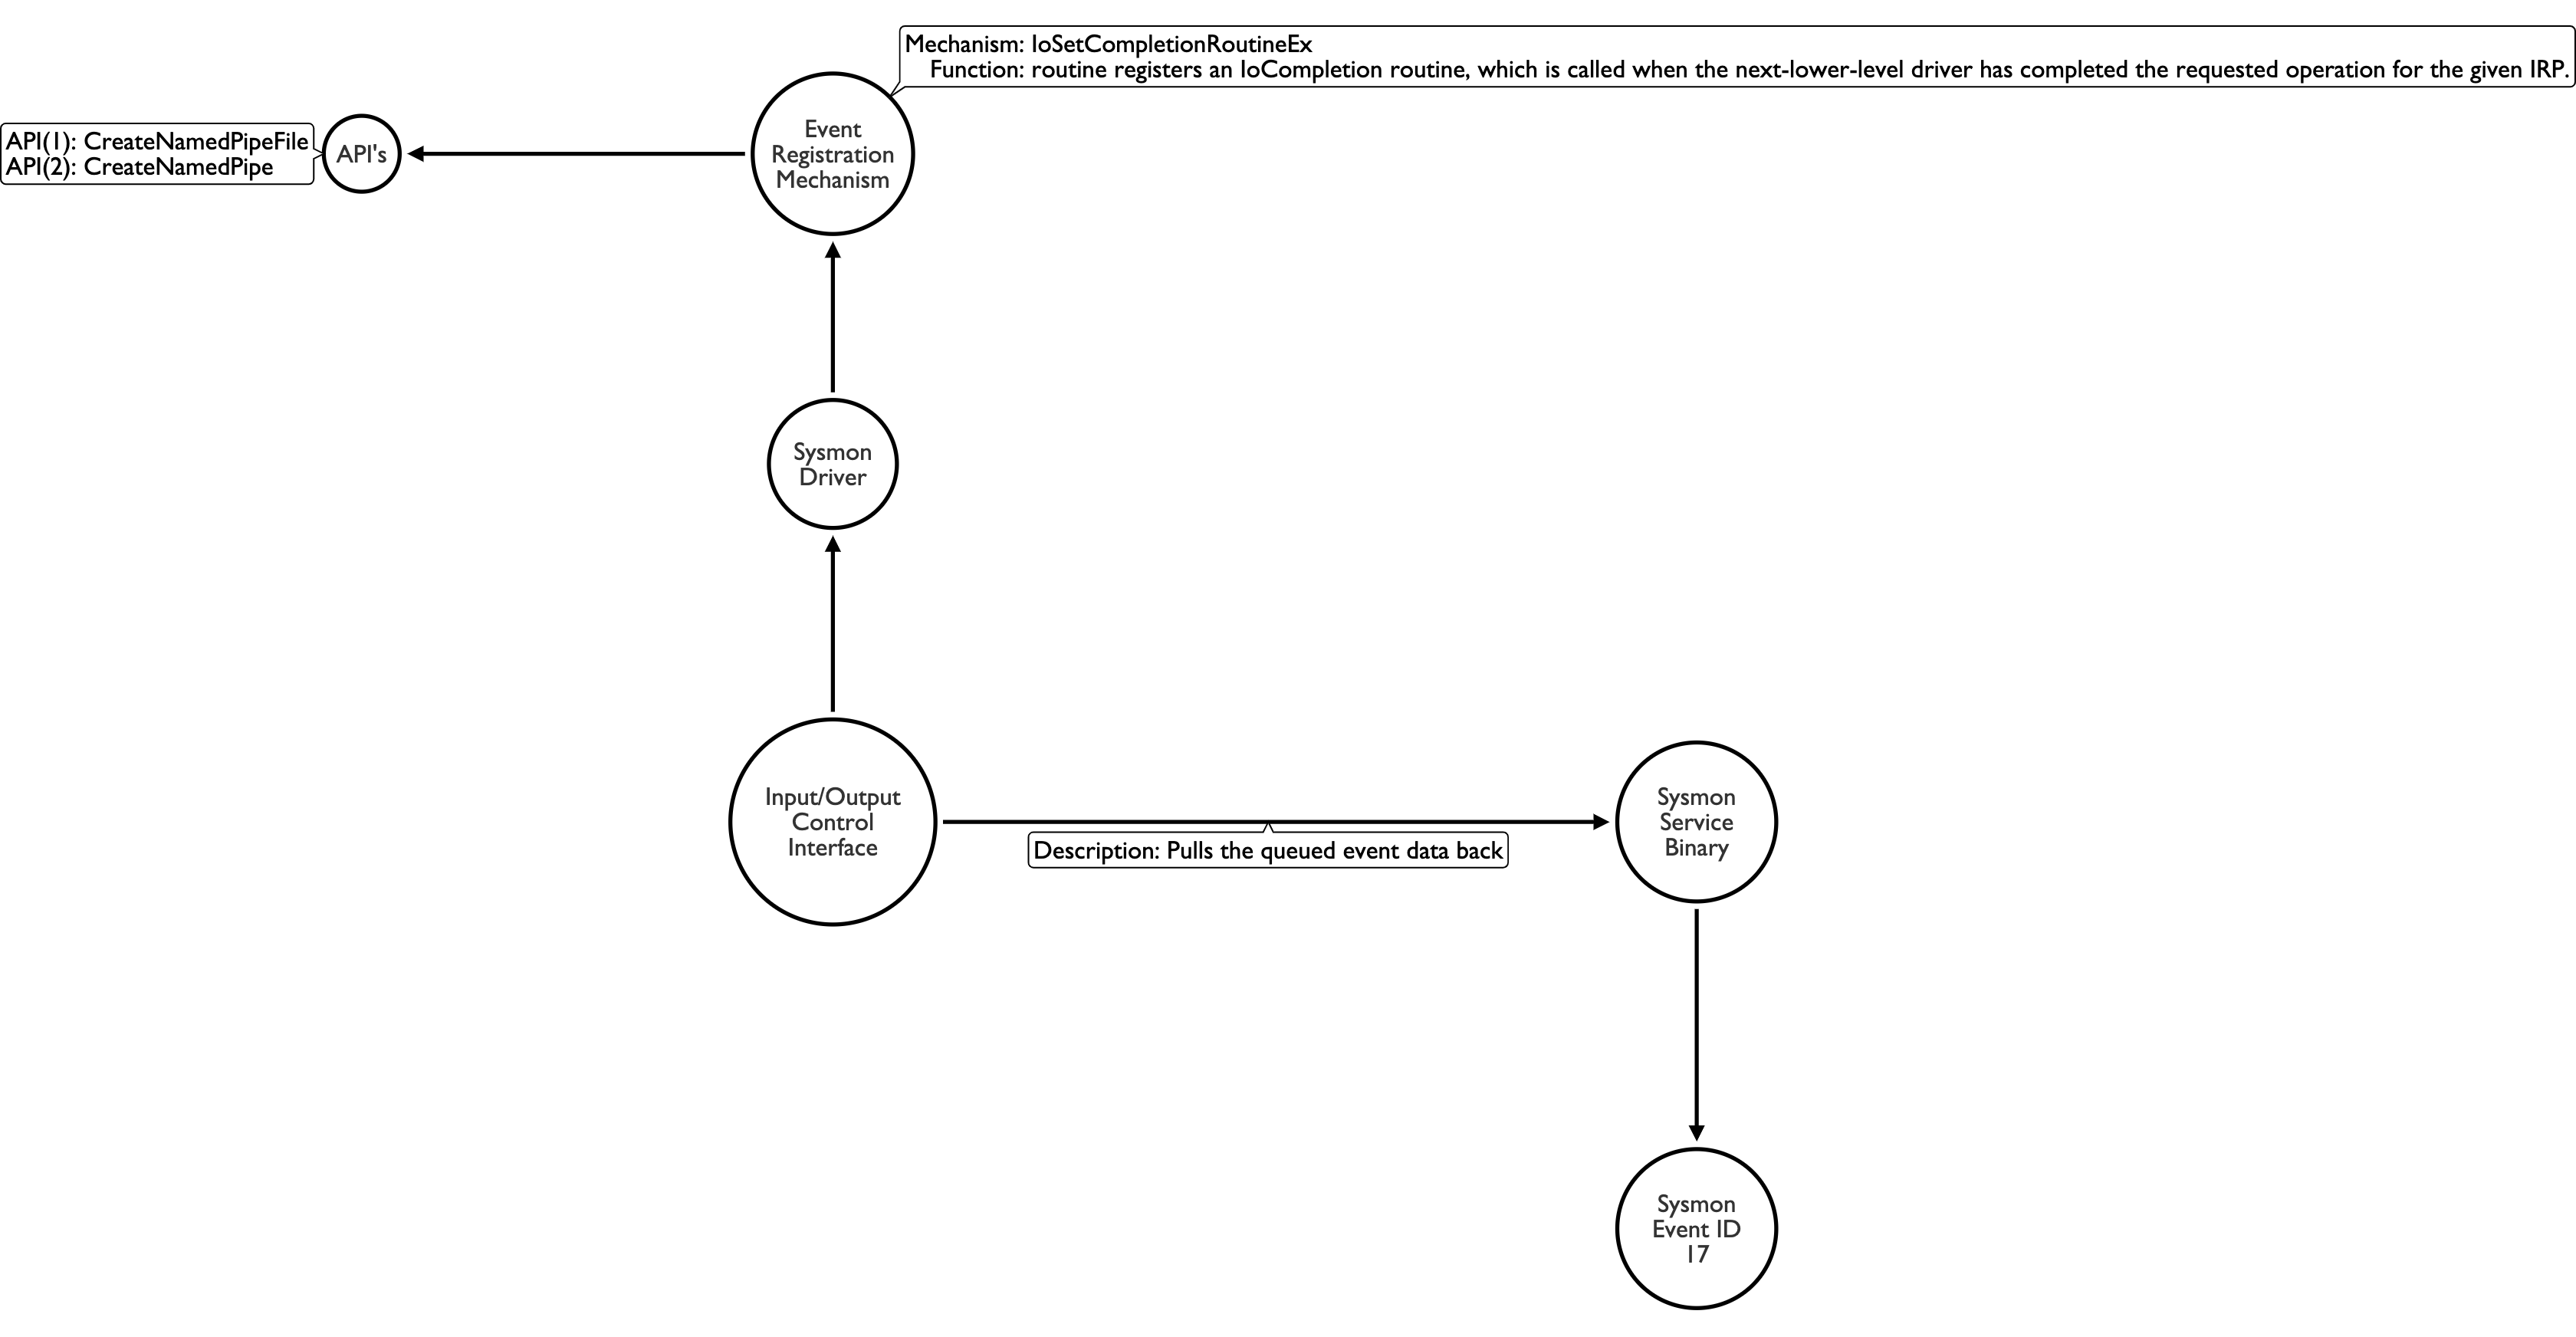 Mechanism: IoSetCompletionRoutineEx
Function: routine registers an IoCompletion routine, which is called when the next-lower-level driver has completed the requested operation for the given IRP.
API(1): CreateNamedPipeFile
API(2): CreateNamedPipe
API's
Event
Registration
Mechanism
Sysmon
Driver
Input/Output
Control
Interface
Description: Pulls the queued event data back
Sysmon
Service
Binary
Sysmon
Event ID
17